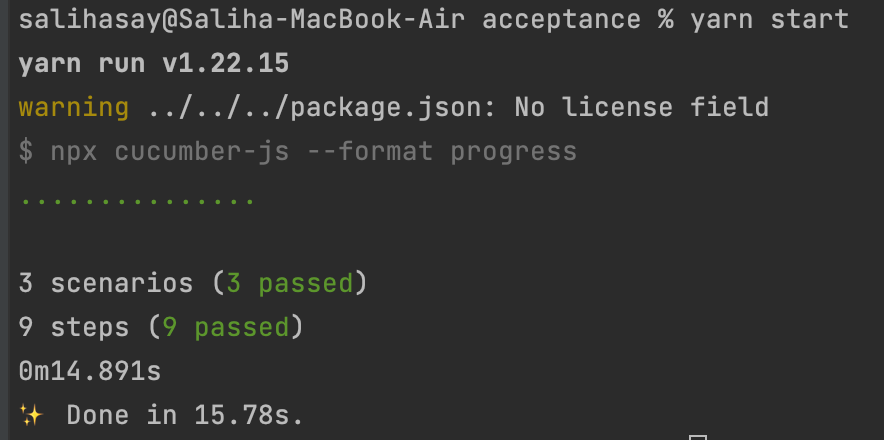 salihasay@Saliha-MacBook-Air acceptance % yarn start
yarn run v1.22.15
warning ../../../package.json: No license field
$ npx cucumber-js --format progress
...............
3 scenarios (3 passed)
9 steps (9 passed)
0m14.891s
✨ Done in 15.78s.